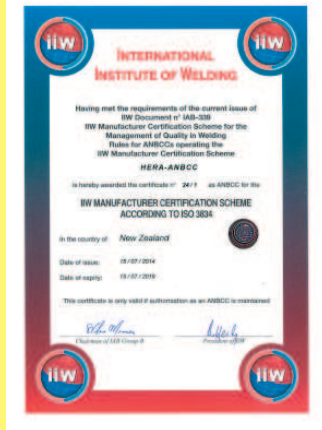 iiw
iiw
INTERNATIONAL
INSTITUTE OF WELDING
Having met the requirements of the current issue of
IIW Document n° IAB-339
IIW Manufacturer Certification Scheme for the
Management of Quality in Welding
Rules for ANBCCs operating the
IIW Manufacturer Certification Scheme
HERA-ANBCC
is hereby awarded the certificate n° 24/1 as ANBCC for the
IIW MANUFACTURER CERTIFICATION SCHEME
ACCORDING TO ISO 3834
in the country of New Zealand
Date of issue: 15/07/2014
Date of expiry: 15/07/2019
This certificate is only valid if authorisation as an ANBCC is maintained
Chairman of IAB Group B
President of IIW
iiw
iiw